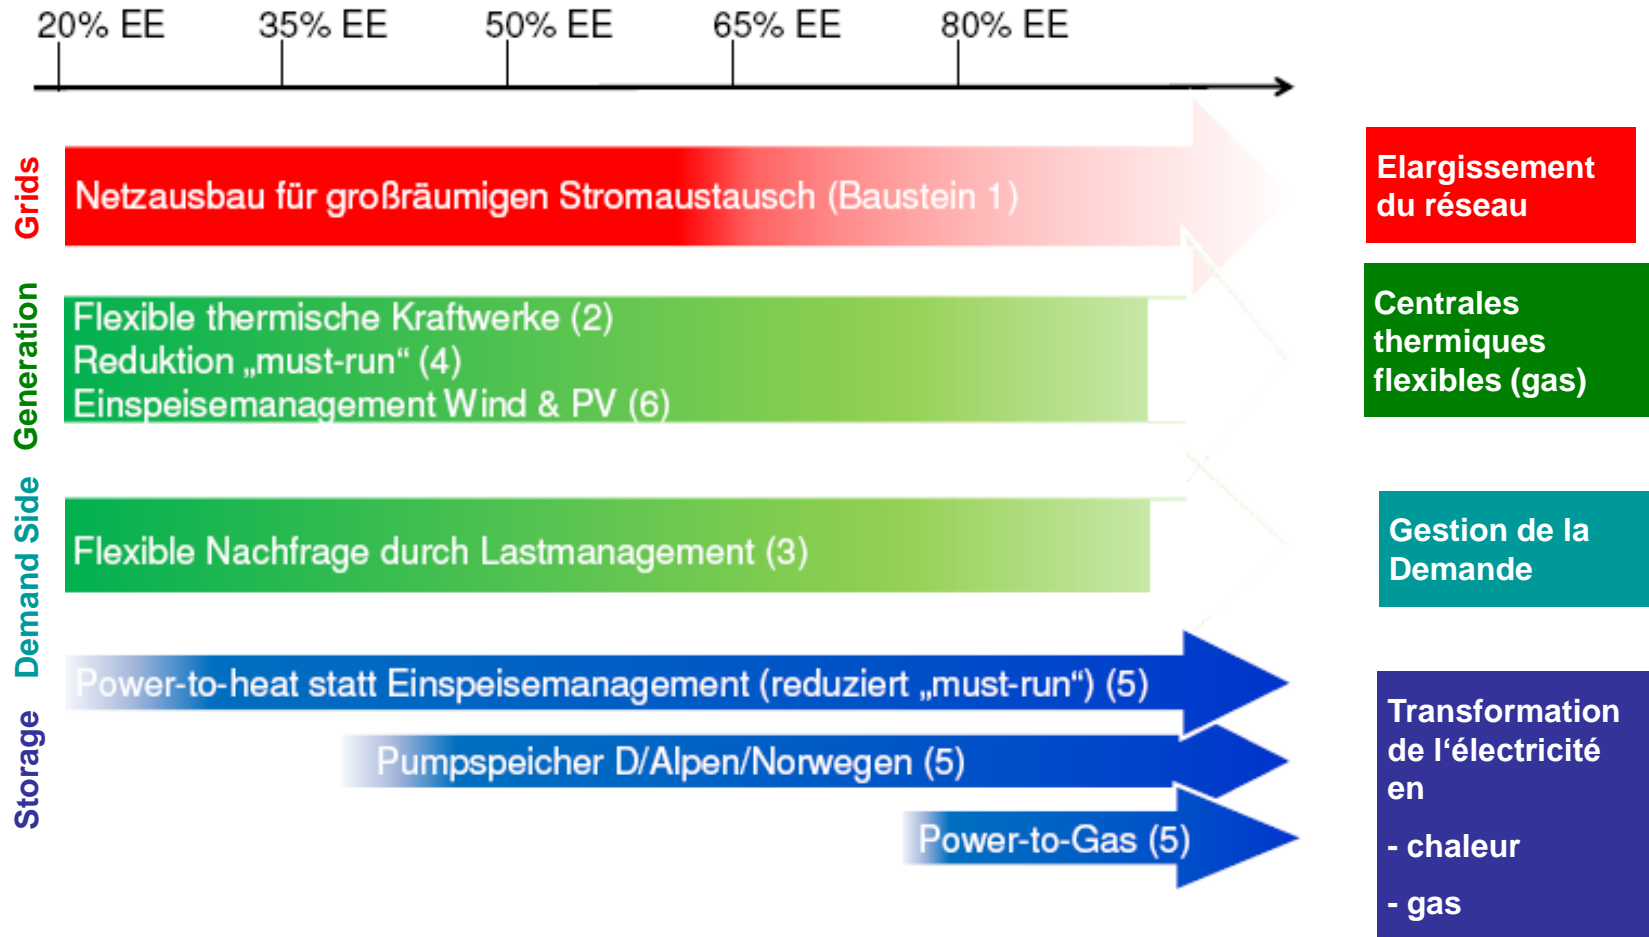 20% EE 35% EE 50% EE 65% EE 80% EE
Grids
Netzausbau für großräumigen Stromaustausch (Baustein 1)
Elargissement
du réseau
Generation
Flexible thermische Kraftwerke (2)
Reduktion „must-run“ (4)
Einspeisemanagement Wind & PV (6)
Centrales
thermiques
flexibles (gas)
Demand Side
Flexible Nachfrage durch Lastmanagement (3)
Gestion de la
Demande
Storage
Power-to-heat statt Einspeisemanagement (reduziert „must-run“) (5)
Pumpspeicher D/Alpen/Norwegen (5)
Power-to-Gas (5)
Transformation
de l‘électricité
en
- chaleur
- gas